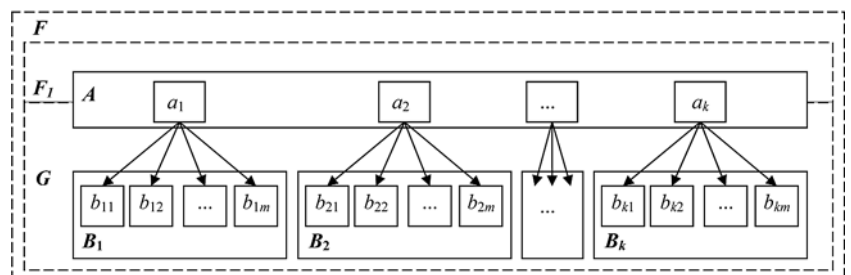 F
F1 A a1 a2 ... ak
G b11 b12 ... b1m b21 b22 ... b2m ... bk1 bk2 ... bkm
B1 B2 Bk